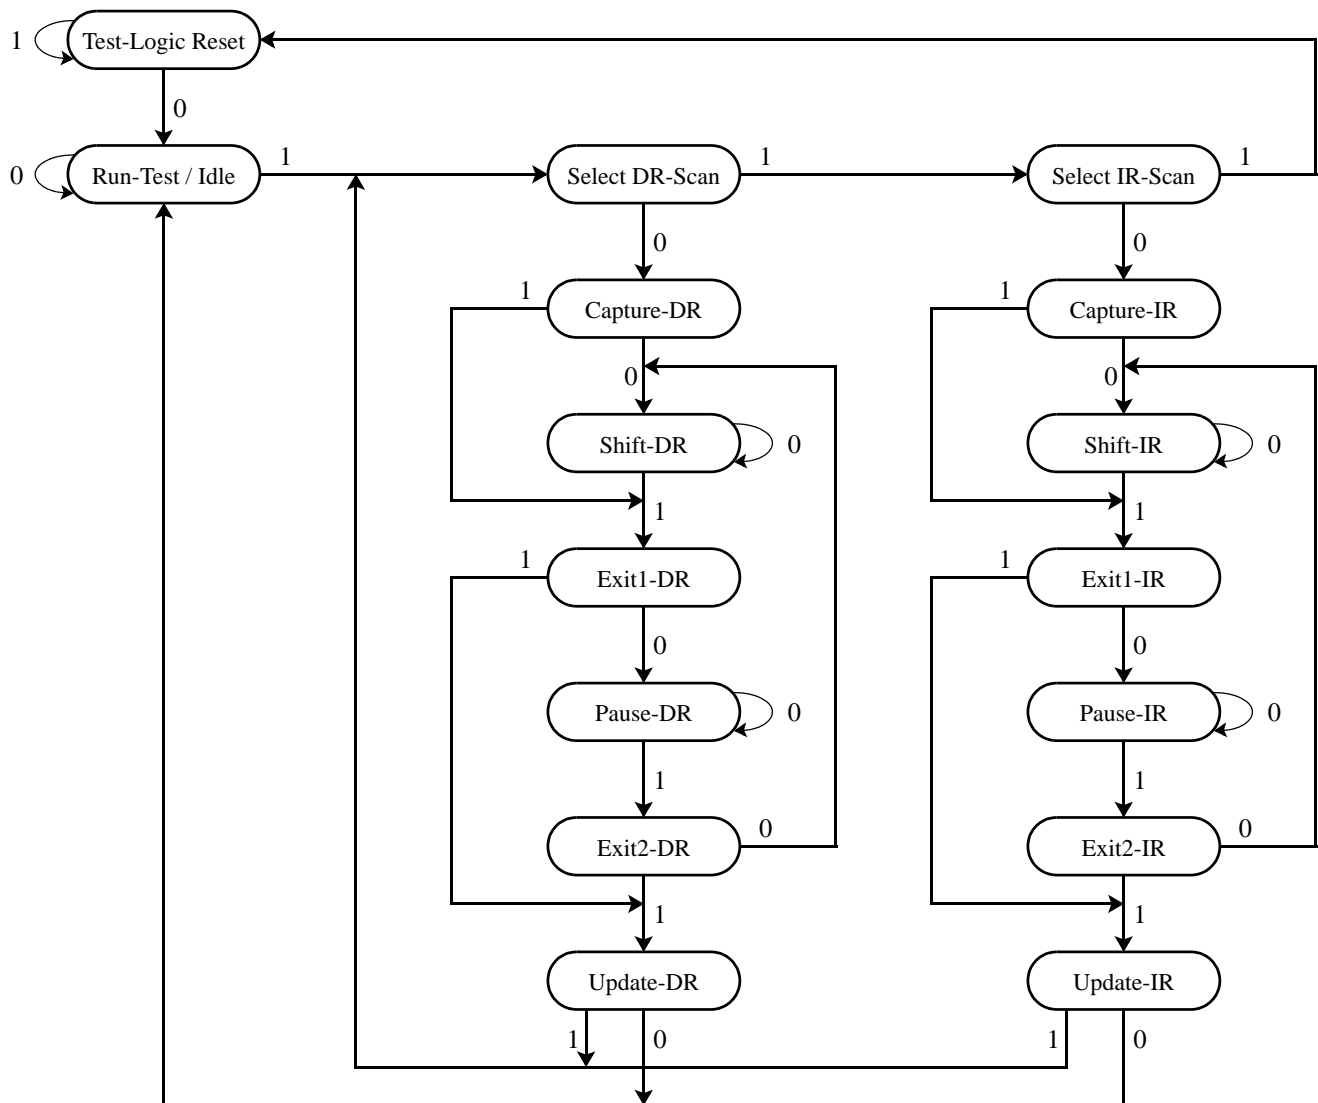 1
Test-Logic Reset
0
0
Run-Test / Idle
1
Select DR-Scan
1
Select IR-Scan
1
0
0
1
Capture-DR
1
Capture-IR
0
0
Shift-DR
0
Shift-IR
0
1
1
1
Exit1-DR
1
Exit1-IR
0
0
Pause-DR
0
Pause-IR
0
1
1
Exit2-DR
0
Exit2-IR
0
1
1
Update-DR
Update-IR
1
0
1
0